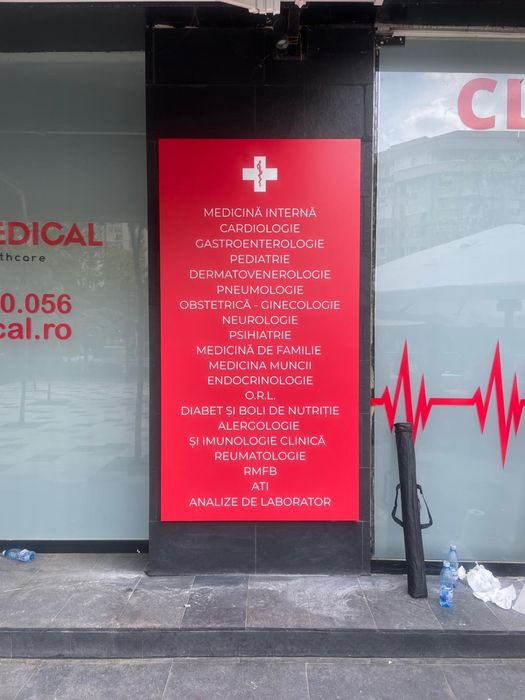 EDICAL
thcare
0.056
cal.ro
CL
MEDICINĂ INTERNĂ
CARDIOLOGIE
GASTROENTEROLOGIE
PEDIATRIE
DERMATOVENEROLOGIE
PNEUMOLOGIE
OBSTETRICĂ - GINECOLOGIE
NEUROLOGIE
PSIHIATRIE
MEDICINĂ DE FAMILIE
MEDICINA MUNCII
ENDOCRINOLOGIE
O.R.L.
DIABET ȘI BOLI DE NUTRIȚIE
ALERGOLOGIE
ȘI IMUNOLOGIE CLINICĂ
REUMATOLOGIE
RMFB
ATI
ANALIZE DE LABORATOR